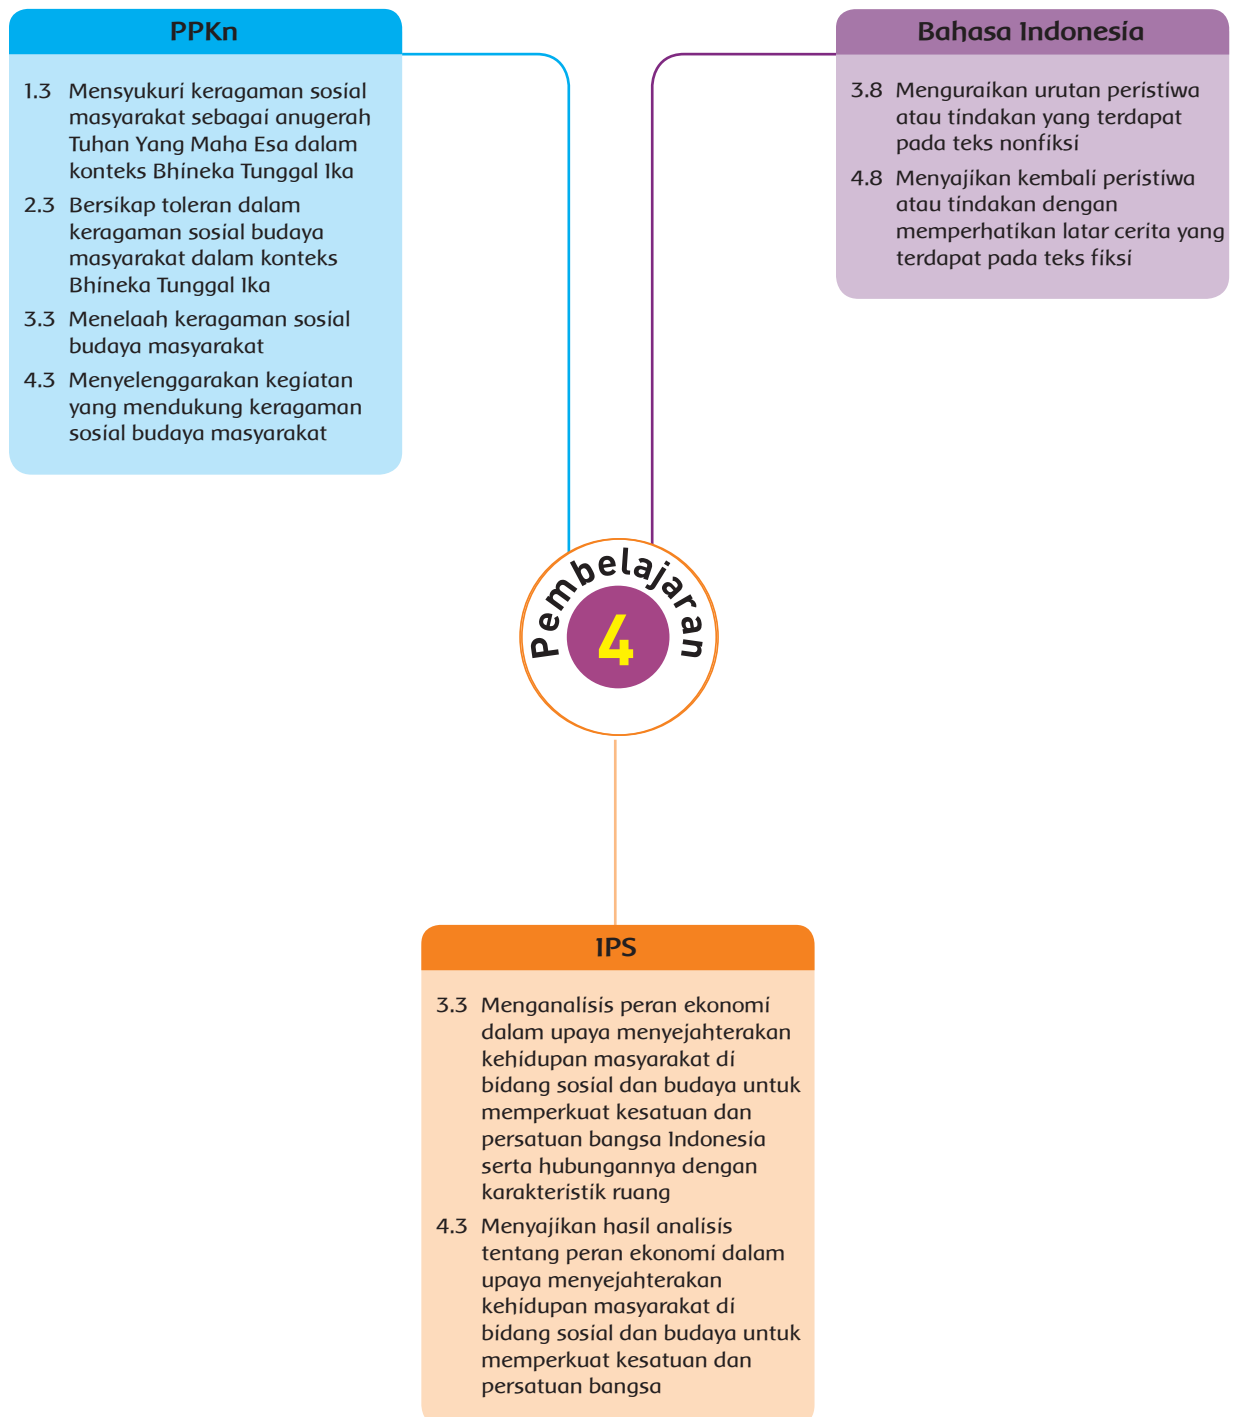 PPKn
1.3 Mensyukuri keragaman sosial
masyarakat sebagai anugerah
Tuhan Yang Maha Esa dalam
konteks Bhineka Tunggal Ika
2.3 Bersikap toleran dalam
keragaman sosial budaya
masyarakat dalam konteks
Bhineka Tunggal Ika
3.3 Menelaah keragaman sosial
budaya masyarakat
4.3 Menyelenggarakan kegiatan
yang mendukung keragaman
sosial budaya masyarakat
Bahasa Indonesia
3.8 Menguraikan urutan peristiwa
atau tindakan yang terdapat
pada teks nonfiksi
4.8 Menyajikan kembali peristiwa
atau tindakan dengan
memperhatikan latar cerita yang
terdapat pada teks fiksi
Pembelajaran
4
IPS
3.3 Menganalisis peran ekonomi
dalam upaya menyejahterakan
kehidupan masyarakat di
bidang sosial dan budaya untuk
memperkuat kesatuan dan
persatuan bangsa Indonesia
serta hubungannya dengan
karakteristik ruang
4.3 Menyajikan hasil analisis
tentang peran ekonomi dalam
upaya menyejahterakan
kehidupan masyarakat di
bidang sosial dan budaya untuk
memperkuat kesatuan dan
persatuan bangsa